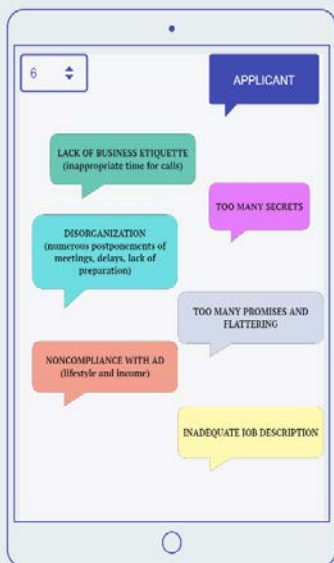 6
APPLICANT
LACK OF BUSINESS ETIQUETTE
(inappropriate time for calls)
TOO MANY SECRETS
DISORGANIZATION
(numerous postponements of
meetings, delays, lack of
preparation)
TOO MANY PROMISES AND
FLATTERING
NONCOMPLIANCE WITH AD
(lifestyle and income)
INADEQUATE JOB DESCRIPTION